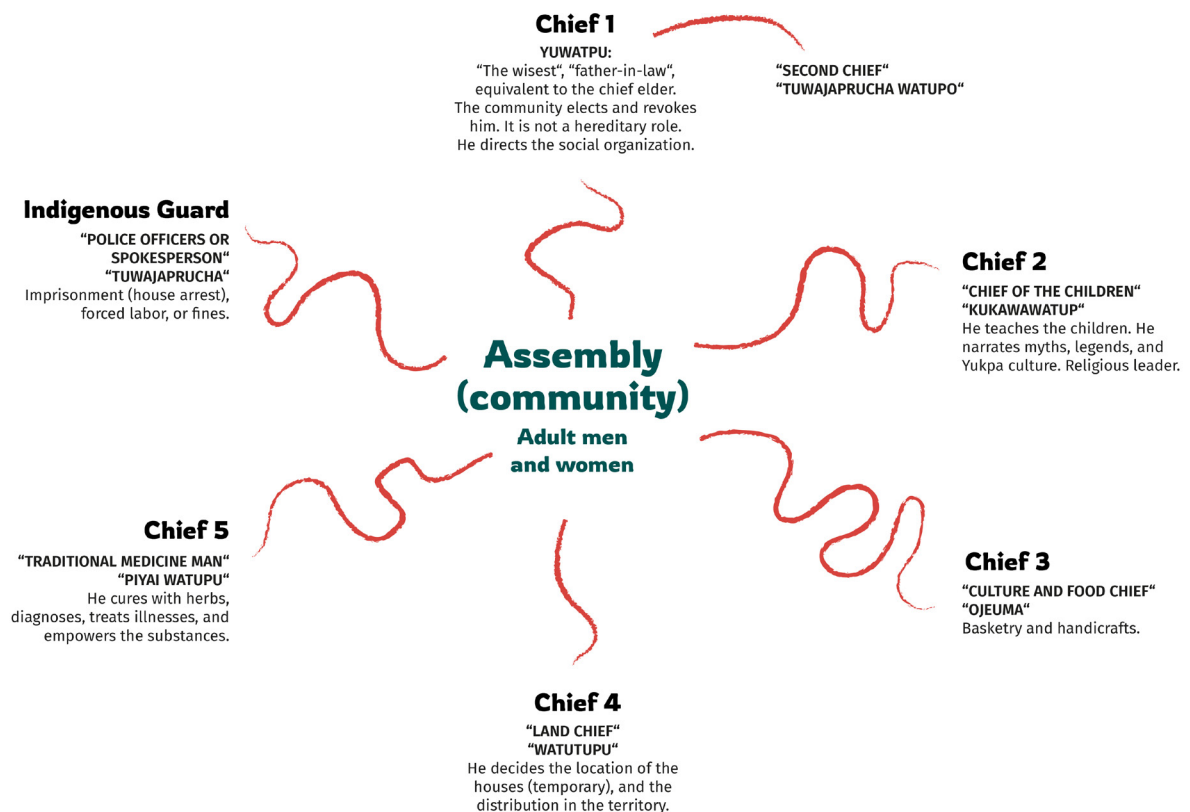 Chief 1
YUWATPU:
“The wisest“, “father-in-law“,
equivalent to the chief elder.
The community elects and revokes
him. It is not a hereditary role.
He directs the social organization.
“SECOND CHIEF“
“TUWAJAPRUCHA WATUPO“
Indigenous Guard
“POLICE OFFICERS OR
SPOKESPERSON“
“TUWAJAPRUCHA“
Imprisonment (house arrest),
forced labor, or fines.
Chief 2
“CHIEF OF THE CHILDREN“
“KUKAWAWATUP“
He teaches the children. He
narrates myths, legends, and
Yukpa culture. Religious leader.
Assembly
(community)
Adult men
and women
Chief 5
“TRADITIONAL MEDICINE MAN“
“PIYAI WATUPU“
He cures with herbs,
diagnoses, treats illnesses, and
empowers the substances.
Chief 3
“CULTURE AND FOOD CHIEF“
“OJEUMA“
Basketry and handicrafts.
Chief 4
“LAND CHIEF“
“WATUTUPU“
He decides the location of the
houses (temporary), and the
distribution in the territory.